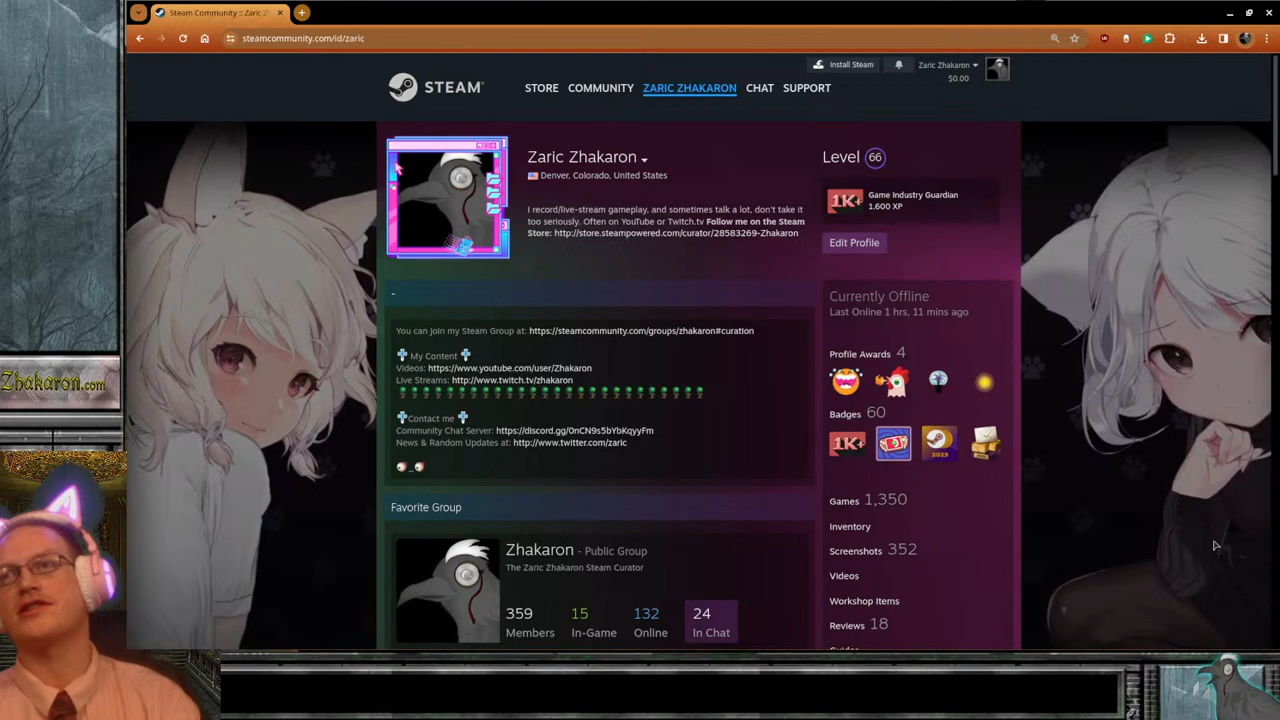 Steam Community :: Zaric Z
steamcommunity.com/id/zaric
Install Steam
Zaric Zhakaron
$0.00
STEAM
STORE
COMMUNITY
ZARIC ZHAKARON
CHAT
SUPPORT
Zaric Zhakaron
Denver, Colorado, United States
I record/live-stream gameplay, and sometimes talk a lot, don't take it
too seriously. Often on YouTube or Twitch.tv Follow me on the Steam
Store: http://store.steampowered.com/curator/28583269-Zhakaron
Level 66
1K+
Game Industry Guardian
1,600 XP
Edit Profile
-
You can join my Steam Group at: https://steamcommunity.com/groups/zhakaron#curation
My Content
Videos: https://www.youtube.com/user/Zhakaron
Live Streams: http://www.twitch.tv/zhakaron
Contact me
Community Chat Server: https://discord.gg/0nCN9s5bYbKqyyFm
News & Random Updates at: http://www.twitter.com/zaric
_
Currently Offline
Last Online 1 hrs, 11 mins ago
Profile Awards 4
Badges 60
1K+
2023
Games 1,350
Inventory
Screenshots 352
Videos
Workshop Items
Reviews 18
Guides
Favorite Group
Zhakaron - Public Group
The Zaric Zhakaron Steam Curator
359
Members
15
In-Game
132
Online
24
In Chat
Zhakaron.com